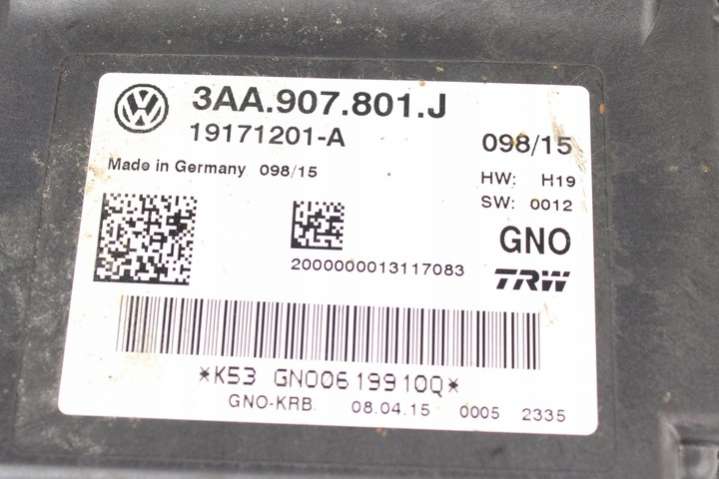 3AA.907.801.J
19171201-A
098/15
Made in Germany 098/15
HW: H19
SW: 0012
GNO
2000000013117083
TRW
*K53 GNO0619910Q*
GNO-KRB. 08.04.15 0005 2335